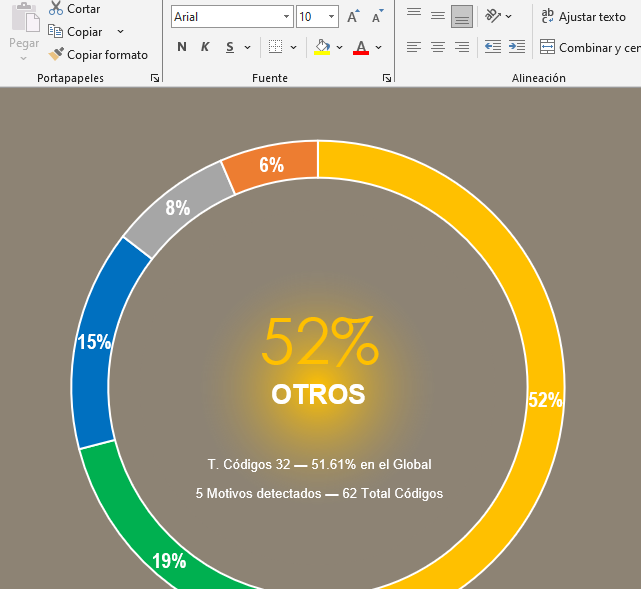 Cortar
Pegar
Copiar
Copiar formato
Portapapeles
Arial
10
A A
N K S
A
Fuente
ab
c
Ajustar texto
Combinar y cen
Alineación
6%
8%
15%
52%
OTROS
52%
T. Códigos 32 — 51.61% en el Global
5 Motivos detectados — 62 Total Códigos
19%